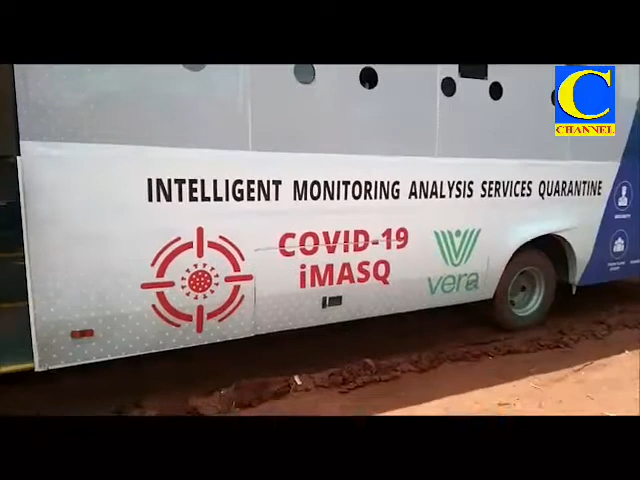 C
CHANNEL
INTELLIGENT MONITORING ANALYSIS SERVICES QUARANTINE
COVID-19
iMASQ
vera